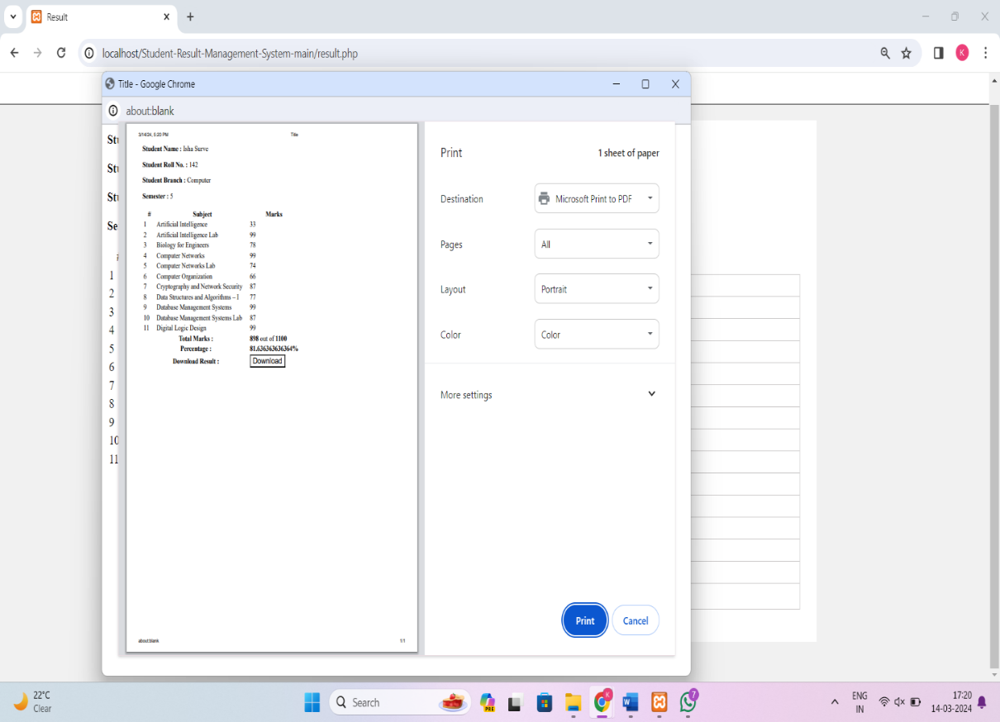 Result
localhost/Student-Result-Management-System-main/result.php
K
Title - Google Chrome
about:blank
Stu
Stu
Stu
Se
#
1
2
3
4
5
6
7
8
9
10
11
3/14/24, 5:20 PM Title
Student Name : Isha Surve
Student Roll No. : 142
Student Branch : Computer
Semester : 5
# Subject Marks
1 Artificial Intelligence 33
2 Artificial Intelligence Lab 99
3 Biology for Engineers 78
4 Computer Networks 99
5 Computer Networks Lab 74
6 Computer Organization 66
7 Cryptography and Network Security 87
8 Data Structures and Algorithms – I 77
9 Database Management Systems 99
10 Database Management Systems Lab 87
11 Digital Logic Design 99
Total Marks : 898 out of 1100
Percentage : 81.636363636364%
Download Result : Download
about:blank 1/1
Print 1 sheet of paper
Destination Microsoft Print to PDF
Pages All
Layout Portrait
Color Color
More settings
Print Cancel
22°C
Clear
Search
PRE
K
W
7
ENG
IN
17:20
14-03-2024